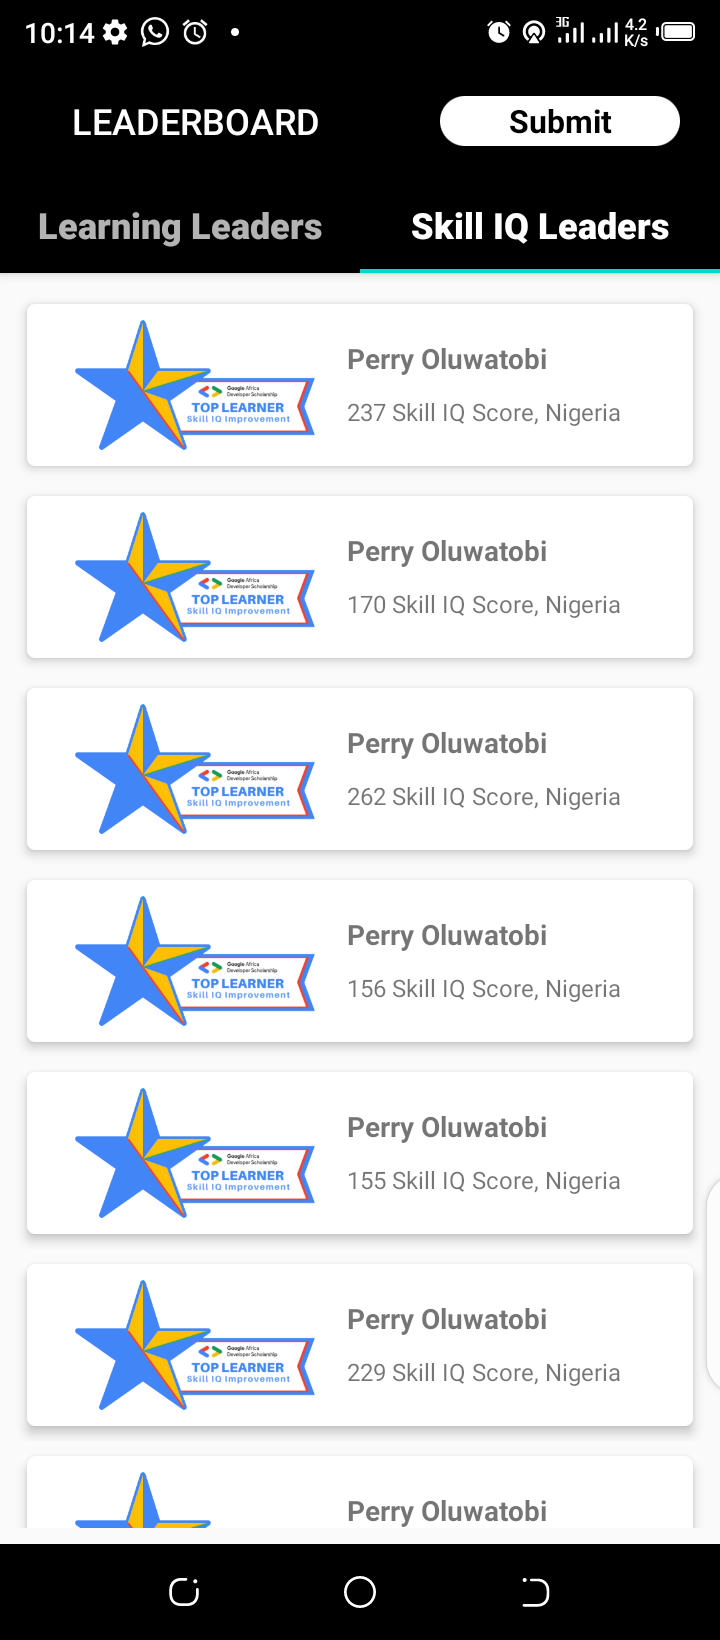 10:14
3G
4.2
K/s
LEADERBOARD
Submit
Learning Leaders
Skill IQ Leaders
Google Africa
Developer Scholarship
TOP LEARNER
Skill IQ Improvement
Perry Oluwatobi
237 Skill IQ Score, Nigeria
Google Africa
Developer Scholarship
TOP LEARNER
Skill IQ Improvement
Perry Oluwatobi
170 Skill IQ Score, Nigeria
Google Africa
Developer Scholarship
TOP LEARNER
Skill IQ Improvement
Perry Oluwatobi
262 Skill IQ Score, Nigeria
Google Africa
Developer Scholarship
TOP LEARNER
Skill IQ Improvement
Perry Oluwatobi
156 Skill IQ Score, Nigeria
Google Africa
Developer Scholarship
TOP LEARNER
Skill IQ Improvement
Perry Oluwatobi
155 Skill IQ Score, Nigeria
Google Africa
Developer Scholarship
TOP LEARNER
Skill IQ Improvement
Perry Oluwatobi
229 Skill IQ Score, Nigeria
Perry Oluwatobi